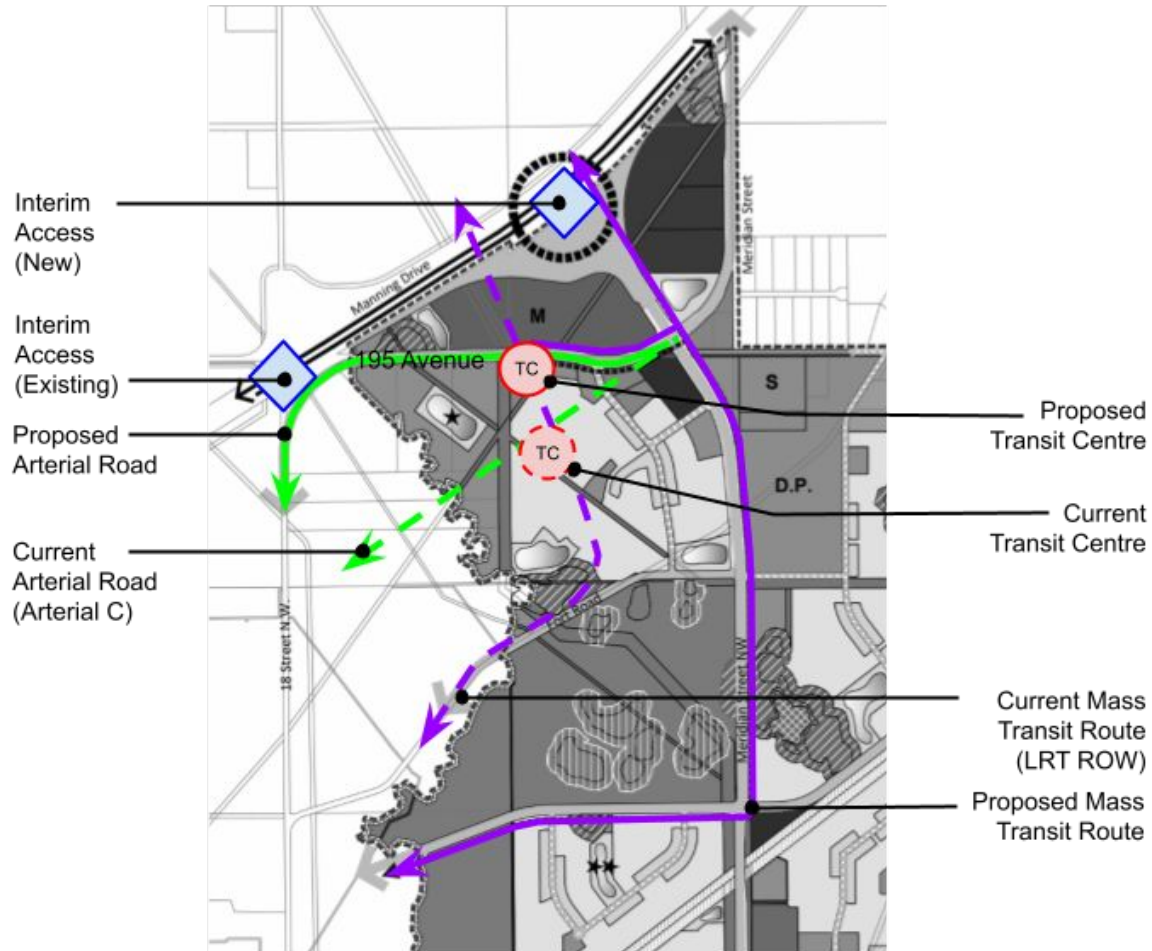 Interim
Access
(New)
Interim
Access
(Existing)
Proposed
Arterial Road
Current
Arterial Road
(Arterial C)
Manning Drive
Meridian Street
M
195 Avenue
TC
TC
S
D.P.
18 Street N.W.
Road
Meridian Street NW
Proposed
Transit Centre
Current
Transit Centre
Current Mass
Transit Route
(LRT ROW)
Proposed Mass
Transit Route